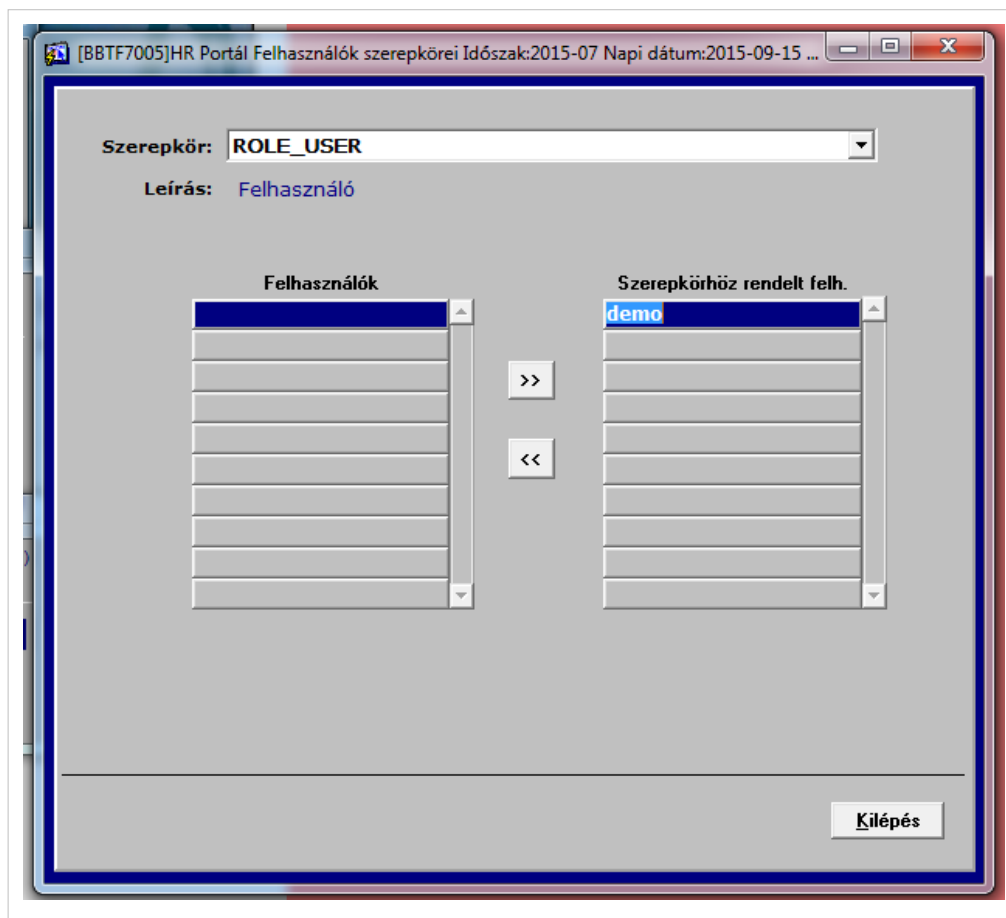 [BBTF7005]HR Portál Felhasználók szerepkörei Időszak:2015-07 Napi dátum:2015-09-15 ...
Szerepkör: ROLE_USER
Leírás: Felhasználó
Felhasználók Szerepkörhöz rendelt felh.
demo
>>
<<
Kilépés